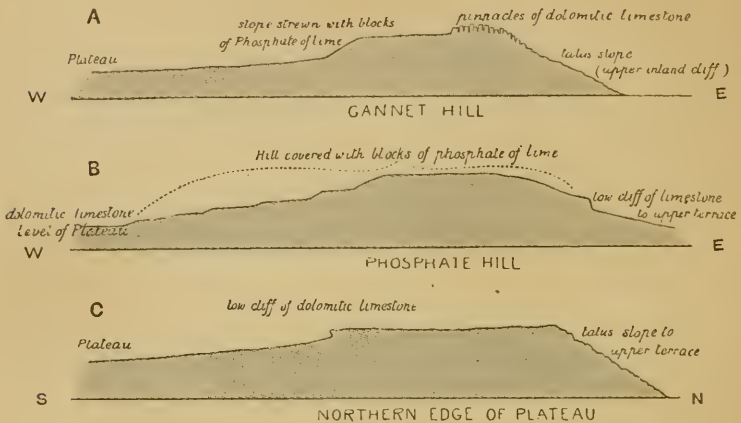 A
slope strewn with blocks
of Phosphate of lime
pinnacles of dolomitic limestone
Plateau
talus slope
(upper inland cliff)
W
E
GANNET HILL
B
Hill covered with blocks of phosphate of lime
dolomitic limestone
level of Plateau
low cliff of limestone
to upper terrace
W
E
PHOSPHATE HILL
C
low cliff of dolomitic limestone
Plateau
talus slope to
upper terrace
S
N
NORTHERN EDGE OF PLATEAU